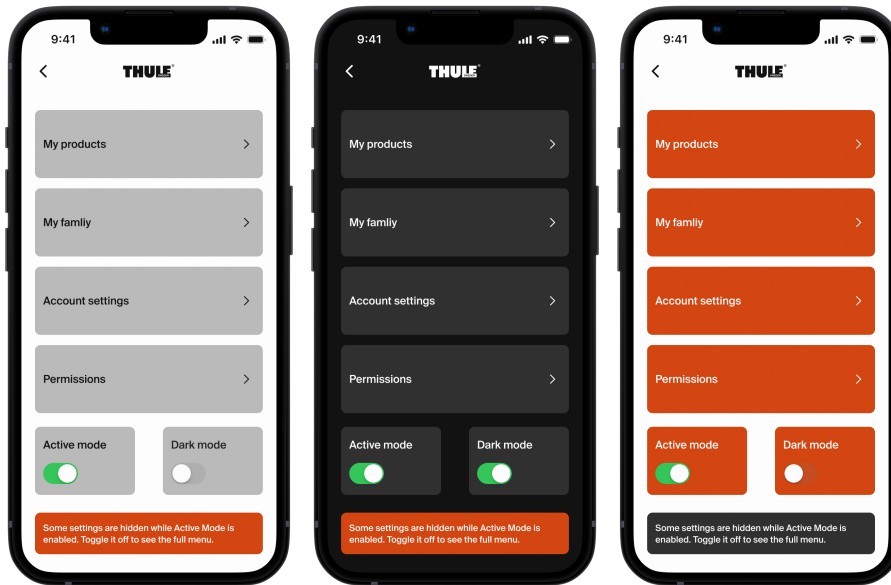 9:41
THULE
My products
My famliy
Account settings
Permissions
Active mode
Dark mode
Some settings are hidden while Active Mode is
enabled. Toggle it off to see the full menu.
9:41
THULE
My products
My famliy
Account settings
Permissions
Active mode
Dark mode
Some settings are hidden while Active Mode is
enabled. Toggle it off to see the full menu.
9:41
THULE
My products
My famliy
Account settings
Permissions
Active mode
Dark mode
Some settings are hidden while Active Mode is
enabled. Toggle it off to see the full menu.